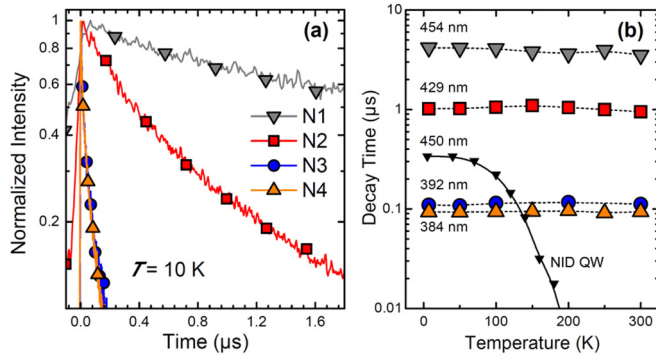 (a)
1
0.8
0.6
0.4
0.2
Normalized Intensity
N1
N2
N3
N4
T = 10 K
0.0 0.4 0.8 1.2 1.6
Time (µs)
(b)
10
1
0.1
0.01
Decay Time (µs)
454 nm
429 nm
450 nm
392 nm
384 nm
NID QW
0 100 200 300
Temperature (K)